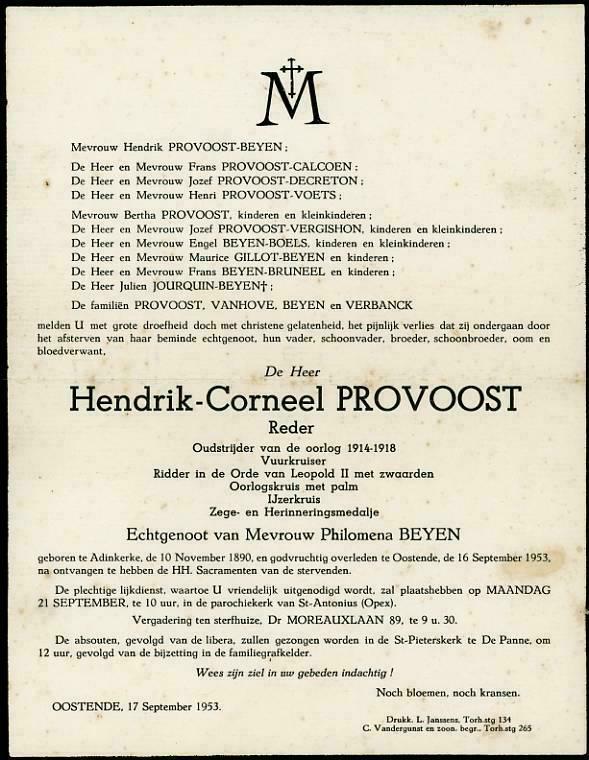 M
Mevrouw Hendrik PROVOOST-BEYEN ;
De Heer en Mevrouw Frans PROVOOST-CALCOEN ;
De Heer en Mevrouw Jozef PROVOOST-DECRETON ;
De Heer en Mevrouw Henri PROVOOST-VOETS ;
Mevrouw Bertha PROVOOST, kinderen en kleinkinderen ;
De Heer en Mevrouw Jozef PROVOOST-VERGISHON, kinderen en kleinkinderen ;
De Heer en Mevrouw Engel BEYEN-BOELS, kinderen en kleinkinderen ;
De Heer en Mevrouw Maurice GILLOT-BEYEN en kinderen ;
De Heer en Mevrouw Frans BEYEN-BRUNEEL en kinderen ;
De Heer Julien JOURQUIN-BEYEN† ;
De familiën PROVOOST, VANHOVE, BEYEN en VERBANCK
melden U met grote droefheid doch met christene gelatenheid, het pijnlijk verlies dat zij ondergaan door
het afsterven van haar beminde echtgenoot, hun vader, schoonvader, broeder, schoonbroeder, oom en
bloedverwant,
De Heer
Hendrik-Corneel PROVOOST
Reder
Oudstrijder van de oorlog 1914-1918
Vuurkruiser
Ridder in de Orde van Leopold II met zwaarden
Oorlogskruis met palm
IJzerkruis
Zege- en Herinneringsmedalje
Echtgenoot van Mevrouw Philomena BEYEN
geboren te Adinkerke, de 10 November 1890, en godvruchtig overleden te Oostende, de 16 September 1953,
na ontvangen te hebben de HH. Sacramenten van de stervenden.
De plechtige lijkdienst, waartoe U vriendelijk uitgenodigd wordt, zal plaatshebben op MAANDAG
21 SEPTEMBER, te 10 uur, in de parochiekerk van St-Antonius (Opex).
Vergadering ten sterfhuize, Dr MOREAUXLAAN 89, te 9 u. 30.
De absouten, gevolgd van de libera, zullen gezongen worden in de St-Pieterskerk te De Panne, om
12 uur, gevolgd van de bijzetting in de familiegrafkelder.
Wees zijn ziel in uw gebeden indachtig !
Noch bloemen, noch kransen.
OOSTENDE, 17 September 1953.
Drukk. L. Janssens, Torh.stg 134
C. Vandergunst en zoon. begr., Torh.stg 265